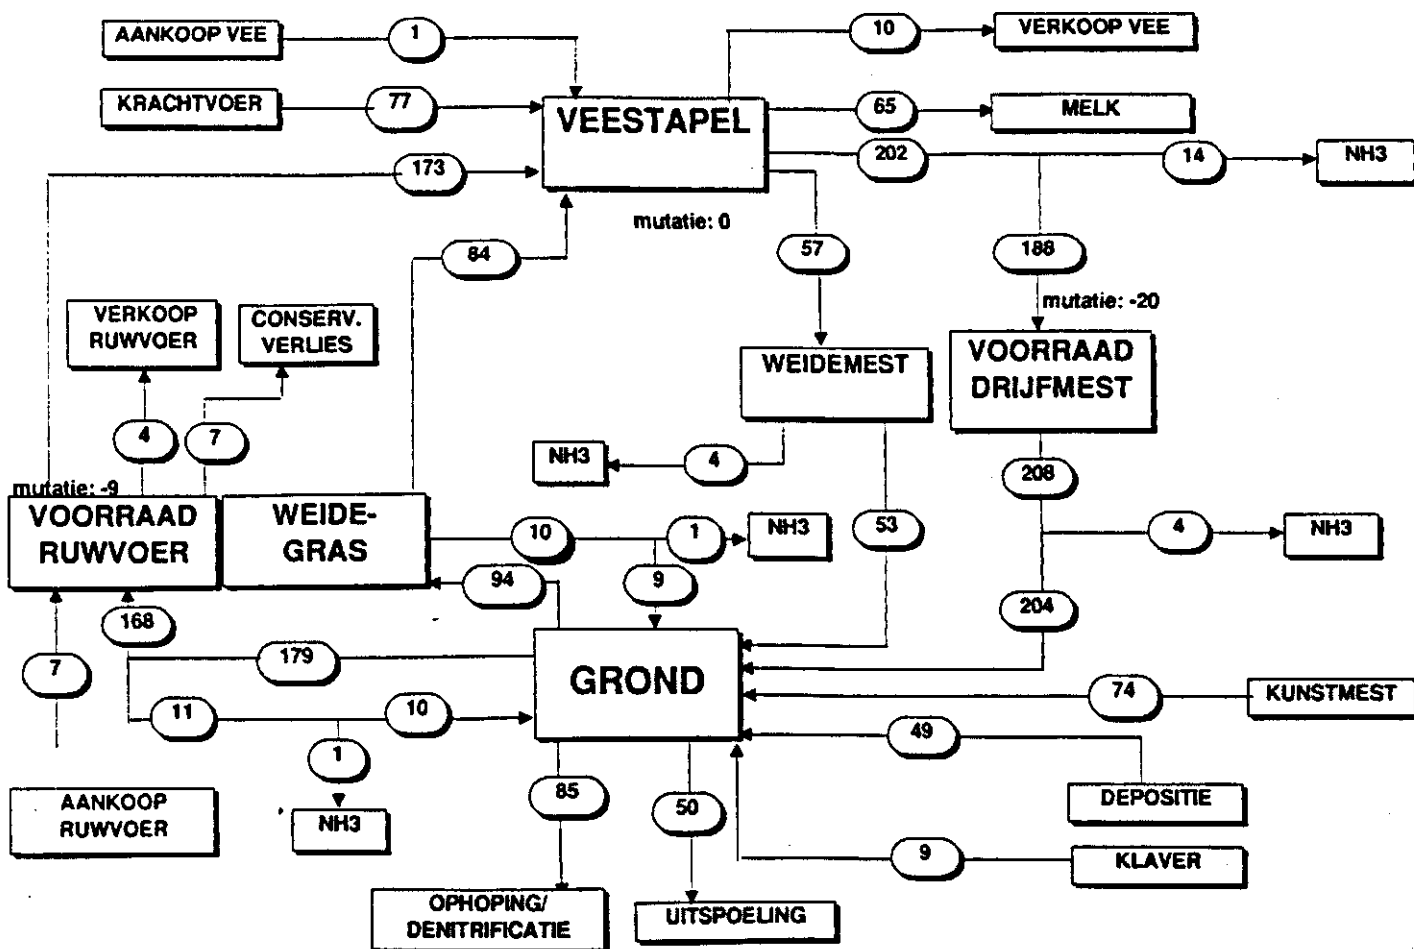 AANKOOP VEE
1
10
VERKOOP VEE
KRACHTVOER
77
VEESTAPEL
65
MELK
173
202
14
NH3
mutatie: 0
84
57
188
VERKOOP
RUWVOER
CONSERV.
VERLIES
mutatie: -20
WEIDEMEST
VOORRAAD
DRIJFMEST
4
7
NH3
4
208
mutatie: -9
VOORRAAD
RUWVOER
WEIDE-
GRAS
10
1
NH3
53
4
NH3
94
9
168
204
7
179
GROND
74
KUNSTMEST
11
10
49
1
85
50
DEPOSITIE
AANKOOP
RUWVOER
NH3
9
KLAVER
OPHOPING/
DENITRIFICATIE
UITSPOELING